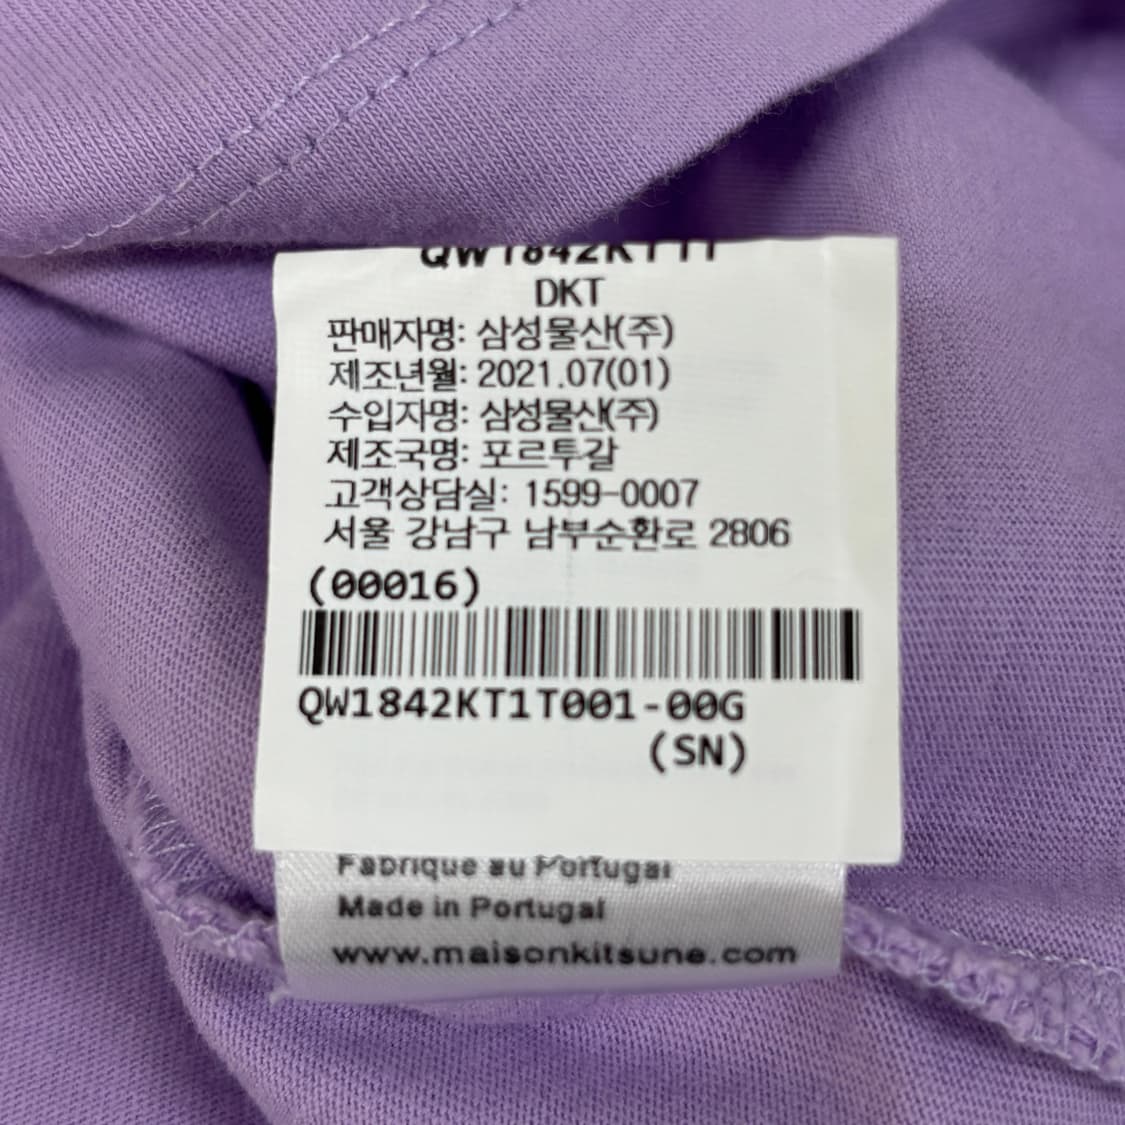 QW1842KT1T
DKT
판매자명: 삼성물산(주)
제조년월: 2021.07(01)
수입자명: 삼성물산(주)
제조국명: 포르투갈
고객상담실: 1599-0007
서울 강남구 남부순환로 2806
(00016)
QW1842KT1T001-00G
(SN)
Fabrique au Portugal
Made in Portugal
www.maisonkitsune.com